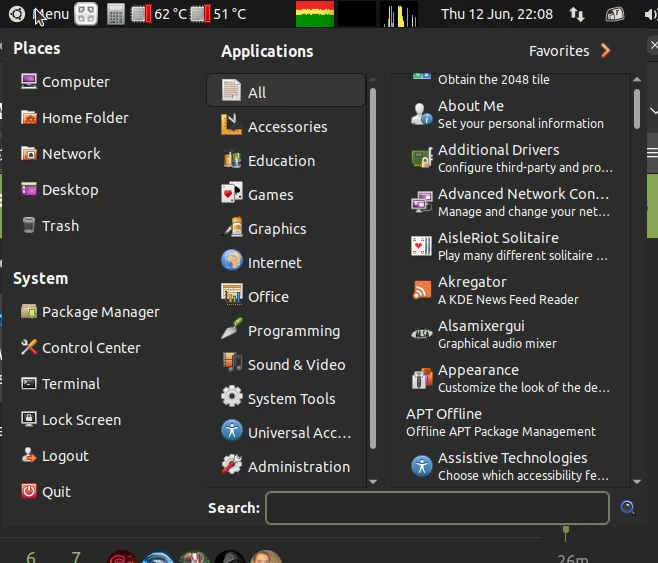 Menu 62 °C 51 °C Thu 12 Jun, 22:08
Places
Computer
Home Folder
Network
Desktop
Trash
System
Package Manager
Control Center
Terminal
Lock Screen
Logout
Quit
Applications
All
Accessories
Education
Games
Graphics
Internet
Office
Programming
Sound & Video
System Tools
Universal Acc...
Administration
Favorites
Obtain the 2048 tile
About Me
Set your personal information
Additional Drivers
Configure third-party and pro...
Advanced Network Con...
Manage and change your net...
AisleRiot Solitaire
Play many different solitaire ...
Akregator
A KDE News Feed Reader
Alsamixergui
Graphical audio mixer
Appearance
Customize the look of the de...
APT Offline
Offline APT Package Management
Assistive Technologies
Choose which accessibility fe...
Search:
6 7
26m